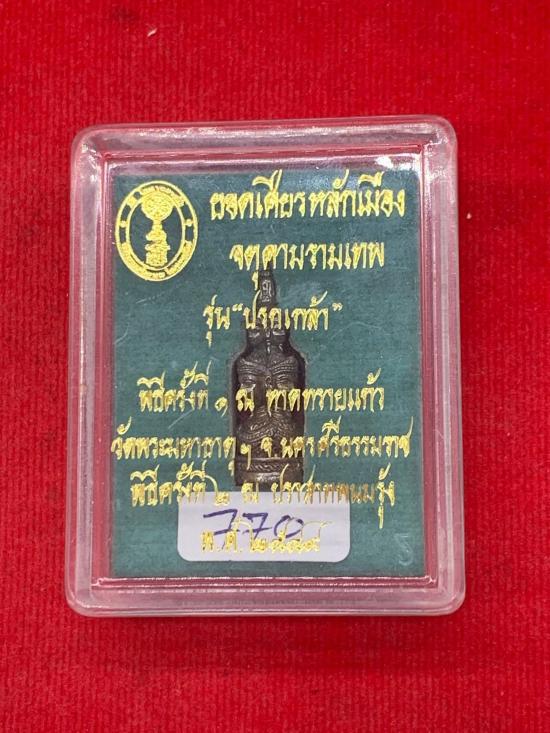 ยอดเศียรหลักเมือง
จตุคามรามเทพ
รุ่น“ปรกเกล้า”
พิธีครั้งที่ ๑ ณ หาดทรายแก้ว
วัดพระมหาธาตุฯ จ.นครศรีธรรมราช
พิธีครั้งที่ ๒ ณ ปราสาทพนมรุ้ง
770
พ.ศ.๒๕๔๙